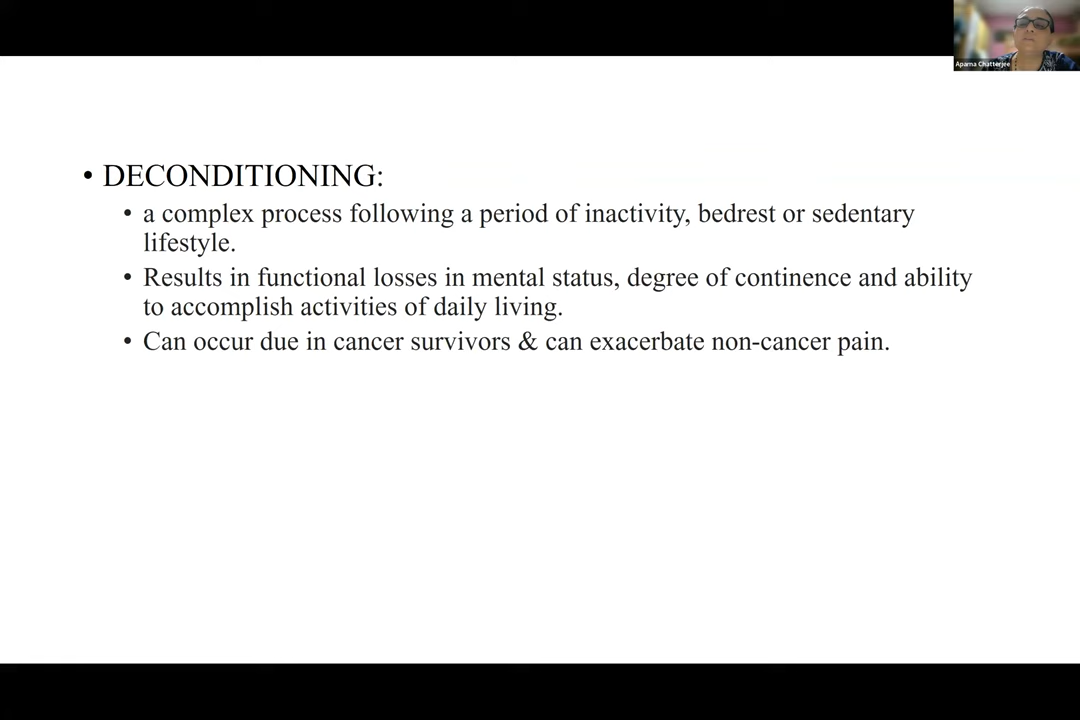 Aparna Chatterjee
• DECONDITIONING:
• a complex process following a period of inactivity, bedrest or sedentary
lifestyle.
• Results in functional losses in mental status, degree of continence and ability
to accomplish activities of daily living.
• Can occur due in cancer survivors & can exacerbate non-cancer pain.